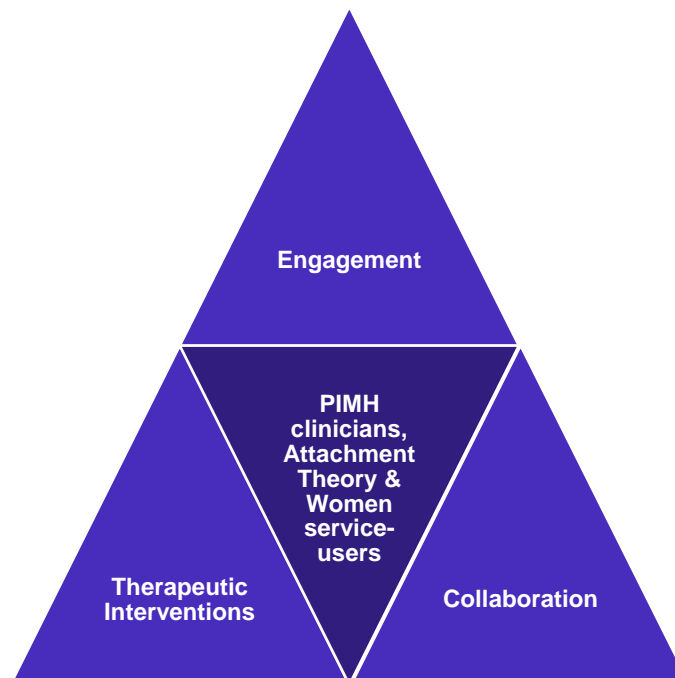 Engagement
PIMH
clinicians,
Attachment
Theory &
Women
service-
users
Therapeutic
Interventions
Collaboration